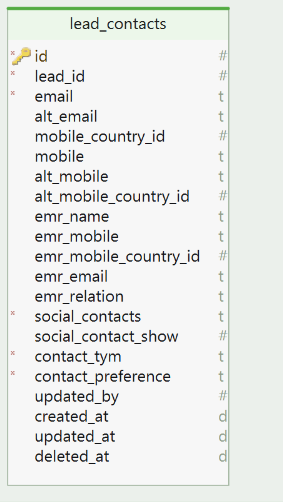 lead_contacts
* id #
* lead_id #
* email t
alt_email t
mobile_country_id #
mobile t
alt_mobile t
alt_mobile_country_id #
emr_name t
emr_mobile t
emr_mobile_country_id #
emr_email t
emr_relation t
* social_contacts t
social_contact_show #
* contact_tym t
* contact_preference t
updated_by #
created_at d
updated_at d
deleted_at d